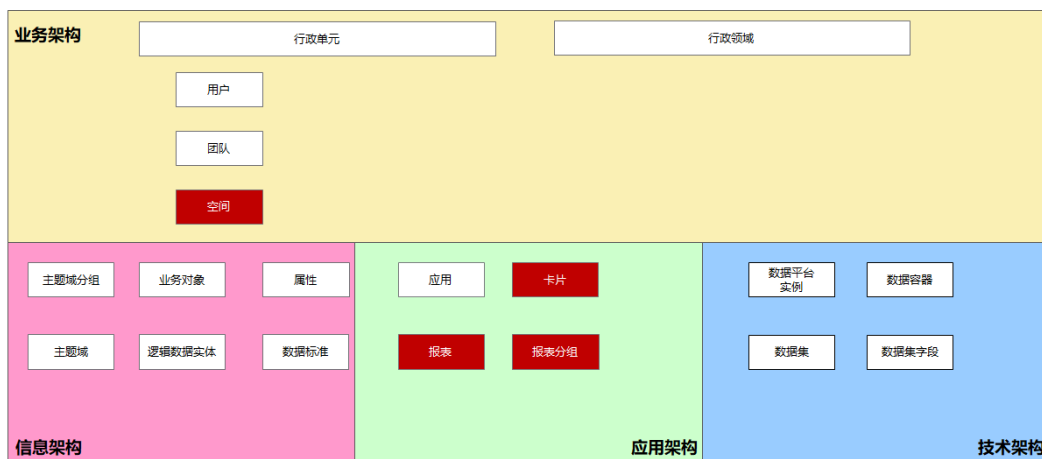 业务架构
行政单元
行政领域
用户
团队
空间
主题域分组
业务对象
属性
应用
卡片
数据平台
实例
数据容器
主题域
逻辑数据实体
数据标准
报表
报表分组
数据集
数据集字段
信息架构
应用架构
技术架构